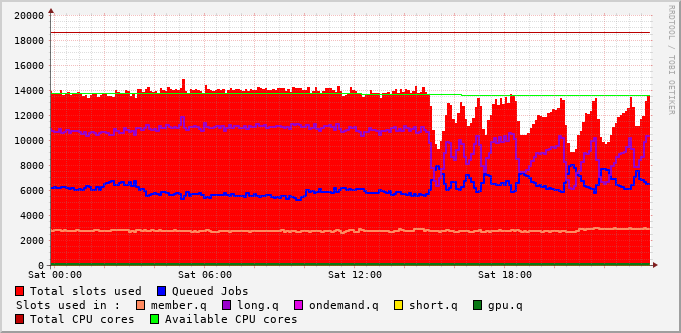 20000
18000
16000
14000
12000
10000
8000
6000
4000
2000
0
Sat 00:00 Sat 06:00 Sat 12:00 Sat 18:00
RRDTOOL / TOBI OETIKER
Total slots used Queued Jobs
Slots used in : member.q long.q ondemand.q short.q gpu.q
Total CPU cores Available CPU cores